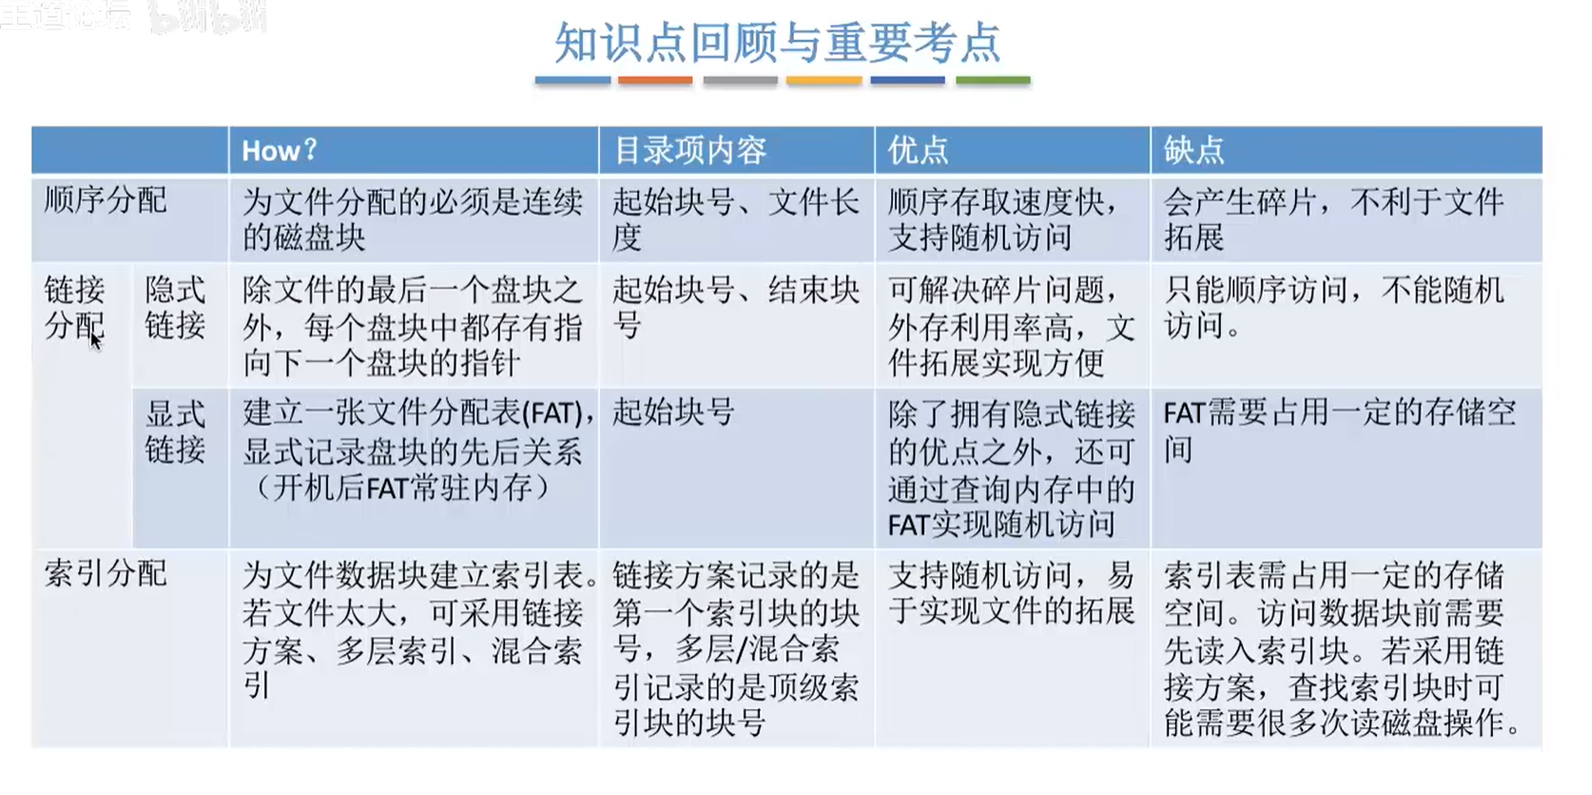 王道论坛 bilibili
知识点回顾与重要考点
How?
目录项内容
优点
缺点
顺序分配
为文件分配的必须是连续
的磁盘块
起始块号、文件长
度
顺序存取速度快，
支持随机访问
会产生碎片，不利于文件
拓展
链接
分配
隐式
链接
除文件的最后一个盘块之
外，每个盘块中都存有指
向下一个盘块的指针
起始块号、结束块
号
可解决碎片问题，
外存利用率高，文
件拓展实现方便
只能顺序访问，不能随机
访问。
显式
链接
建立一张文件分配表(FAT)，
显式记录盘块的先后关系
（开机后FAT常驻内存）
起始块号
除了拥有隐式链接
的优点之外，还可
通过查询内存中的
FAT实现随机访问
FAT需要占用一定的存储空
间
索引分配
为文件数据块建立索引表。
若文件太大，可采用链接
方案、多层索引、混合索
引
链接方案记录的是
第一个索引块的块
号，多层/混合索
引记录的是顶级索
引块的块号
支持随机访问，易
于实现文件的拓展
索引表需占用一定的存储
空间。访问数据块前需要
先读入索引块。若采用链
接方案，查找索引块时可
能需要很多次读磁盘操作。